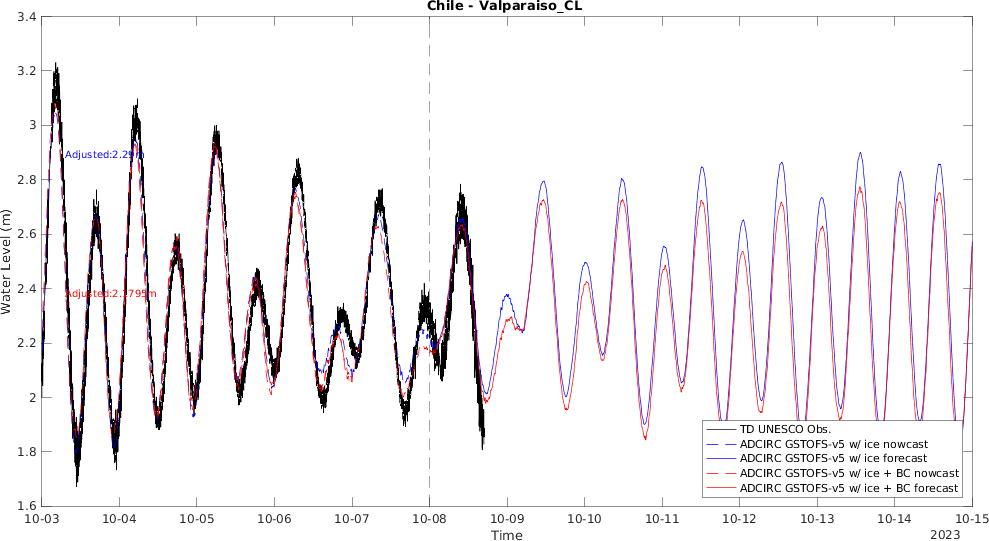 Chile - Valparaiso_CL
Water Level (m)
3.4
3.2
3
2.8
2.6
2.4
2.2
2
1.8
1.6
Adjusted:2.29m
Adjusted:2.1795m
TD UNESCO Obs.
ADCIRC GSTOFS-v5 w/ ice nowcast
ADCIRC GSTOFS-v5 w/ ice forecast
ADCIRC GSTOFS-v5 w/ ice + BC nowcast
ADCIRC GSTOFS-v5 w/ ice + BC forecast
10-03 10-04 10-05 10-06 10-07 10-08 10-09 10-10 10-11 10-12 10-13 10-14 10-15
Time
2023